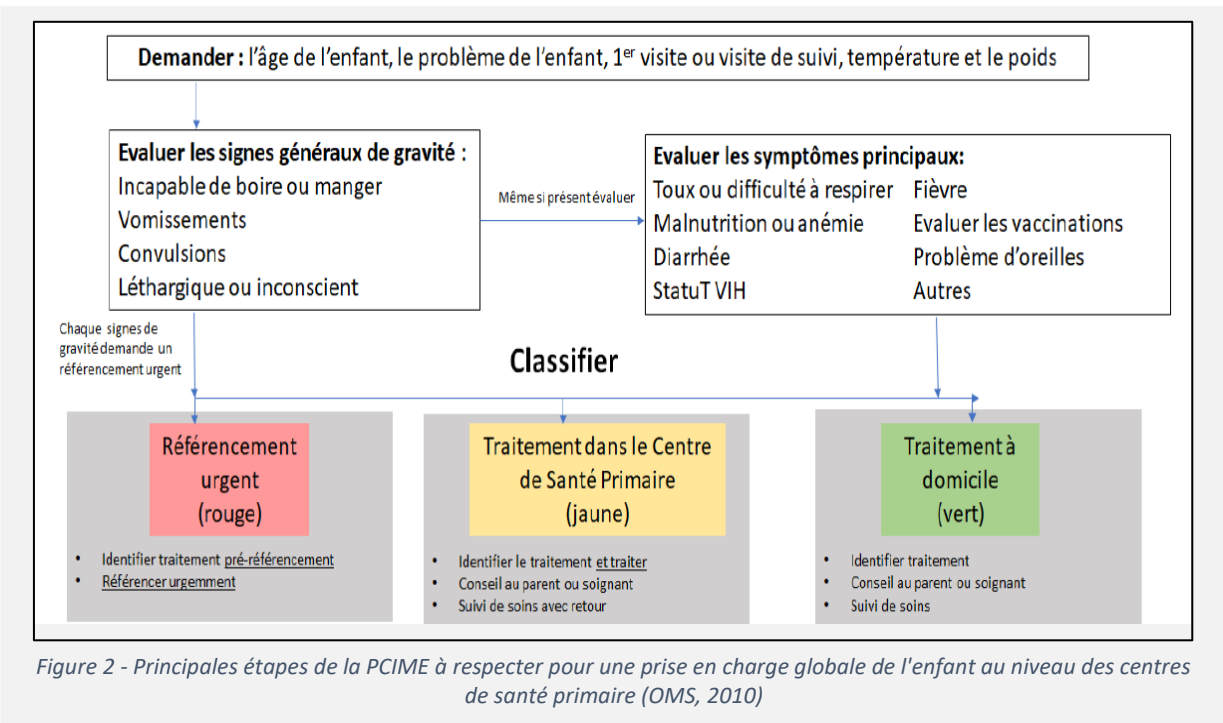 Demander : l'âge de l'enfant, le problème de l'enfant, 1er visite ou visite de suivi, température et le poids
Evaluer les signes généraux de gravité :
Incapable de boire ou manger
Vomissements
Convulsions
Léthargique ou inconscient
Même si présent évaluer
Evaluer les symptômes principaux:
Toux ou difficulté à respirer Fièvre
Malnutrition ou anémie Evaluer les vaccinations
Diarrhée Problème d'oreilles
StatuT VIH Autres
Chaque signes de
gravité demande un
référencement urgent
Classifier
Référencement
urgent
(rouge)
• Identifier traitement pré-référencement
• Référencer urgemment
Traitement dans le Centre
de Santé Primaire
(jaune)
• Identifier le traitement et traiter
• Conseil au parent ou soignant
• Suivi de soins avec retour
Traitement à
domicile
(vert)
• Identifier traitement
• Conseil au parent ou soignant
• Suivi de soins
Figure 2 - Principales étapes de la PCIME à respecter pour une prise en charge globale de l'enfant au niveau des centres
de santé primaire (OMS, 2010)